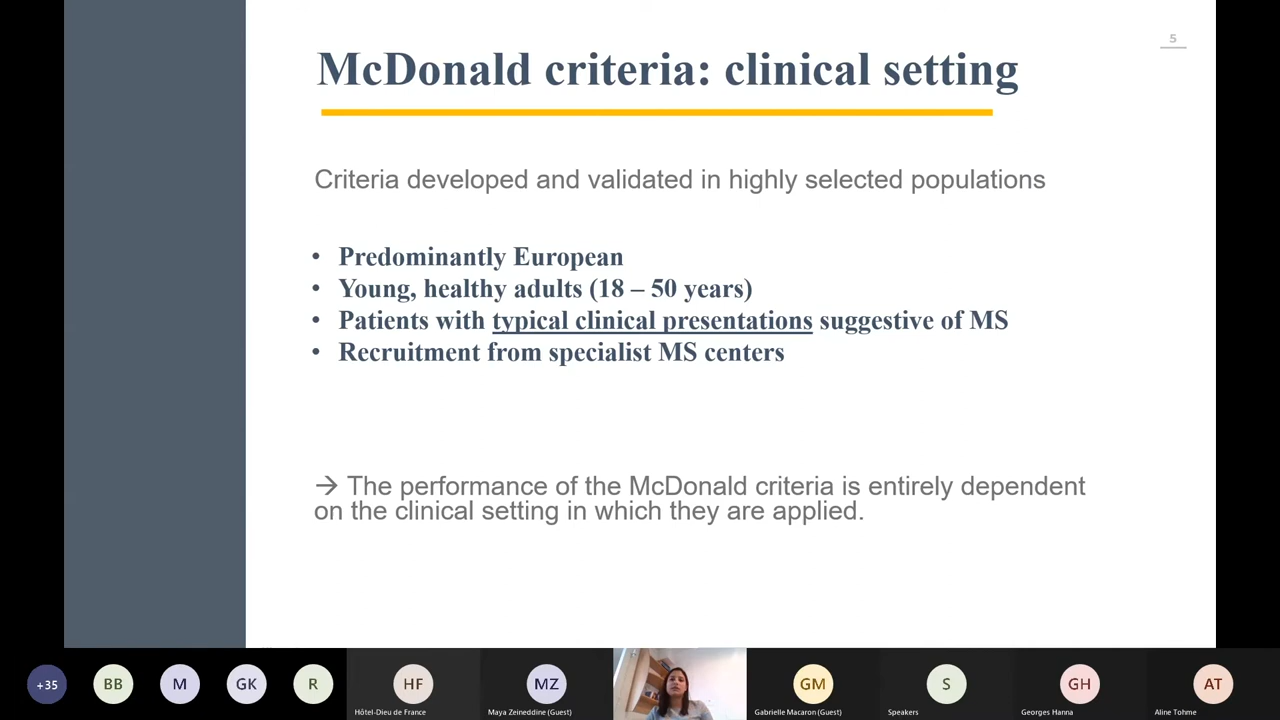 5
McDonald criteria: clinical setting
Criteria developed and validated in highly selected populations
• Predominantly European
• Young, healthy adults (18 – 50 years)
• Patients with typical clinical presentations suggestive of MS
• Recruitment from specialist MS centers
→ The performance of the McDonald criteria is entirely dependent
on the clinical setting in which they are applied.
+35
BB
M
GK
R
HF
MZ
GM
S
GH
AT
Hôtel-Dieu de France
Maya Zeineddine (Guest)
Gabrielle Macaron (Guest)
Speakers
Georges Hanna
Aline Tohme